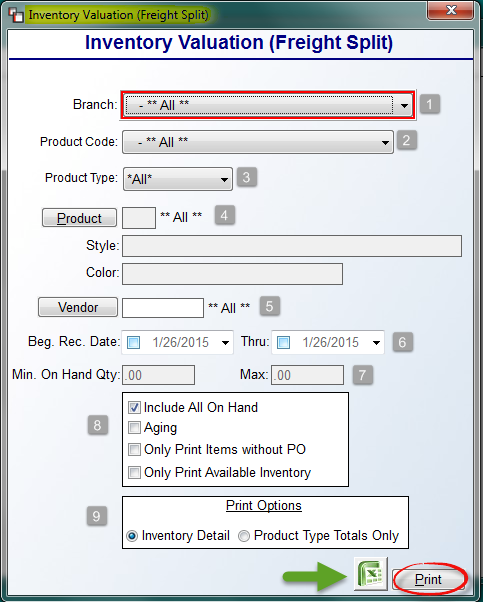 Inventory Valuation (Freight Split)
Inventory Valuation (Freight Split)
Branch: - ** All ** 1
Product Code: - ** All ** 2
Product Type: *All* 3
Product ** All ** 4
Style:
Color:
Vendor ** All ** 5
Beg. Rec. Date: 1/26/2015 Thru: 1/26/2015 6
Min. On Hand Qty: .00 Max: .00 7
8
Include All On Hand
Aging
Only Print Items without PO
Only Print Available Inventory
9
Print Options
Inventory Detail Product Type Totals Only
Print